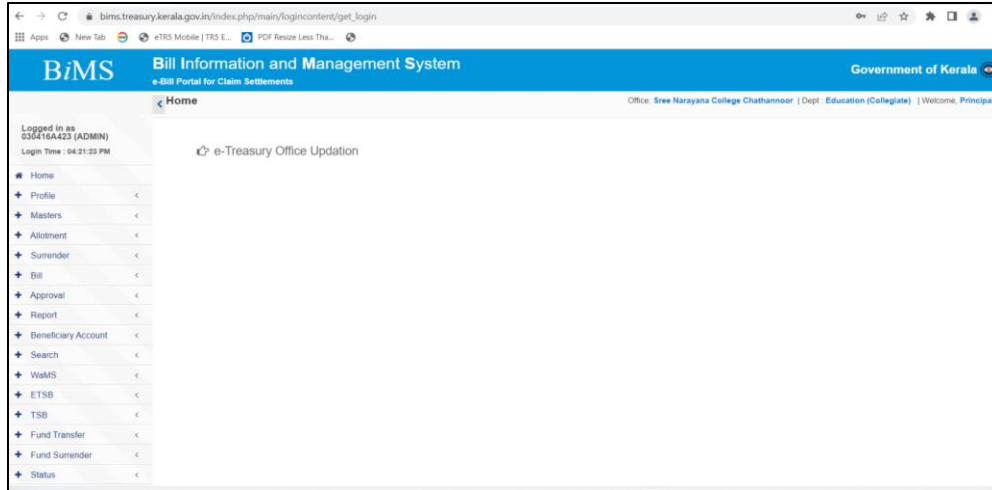 bims.treasury.kerala.gov.in/index.php/main/logincontent/get_login
Apps New Tab eTR5 Mobile | TR5 E... PDF Resize Less Tha...
BiMS
Bill Information and Management System
e-Bill Portal for Claim Settlements
Government of Kerala
Home
Office: Sree Narayana College Chathannoor | Dept : Education (Collegiate) | Welcome, Principa
Logged in as
030416A423 (ADMIN)
Login Time : 04:21:23 PM
e-Treasury Office Updation
Home
Profile
Masters
Allotment
Surrender
Bill
Approval
Report
Beneficiary Account
Search
WaMS
ETSB
TSB
Fund Transfer
Fund Surrender
Status